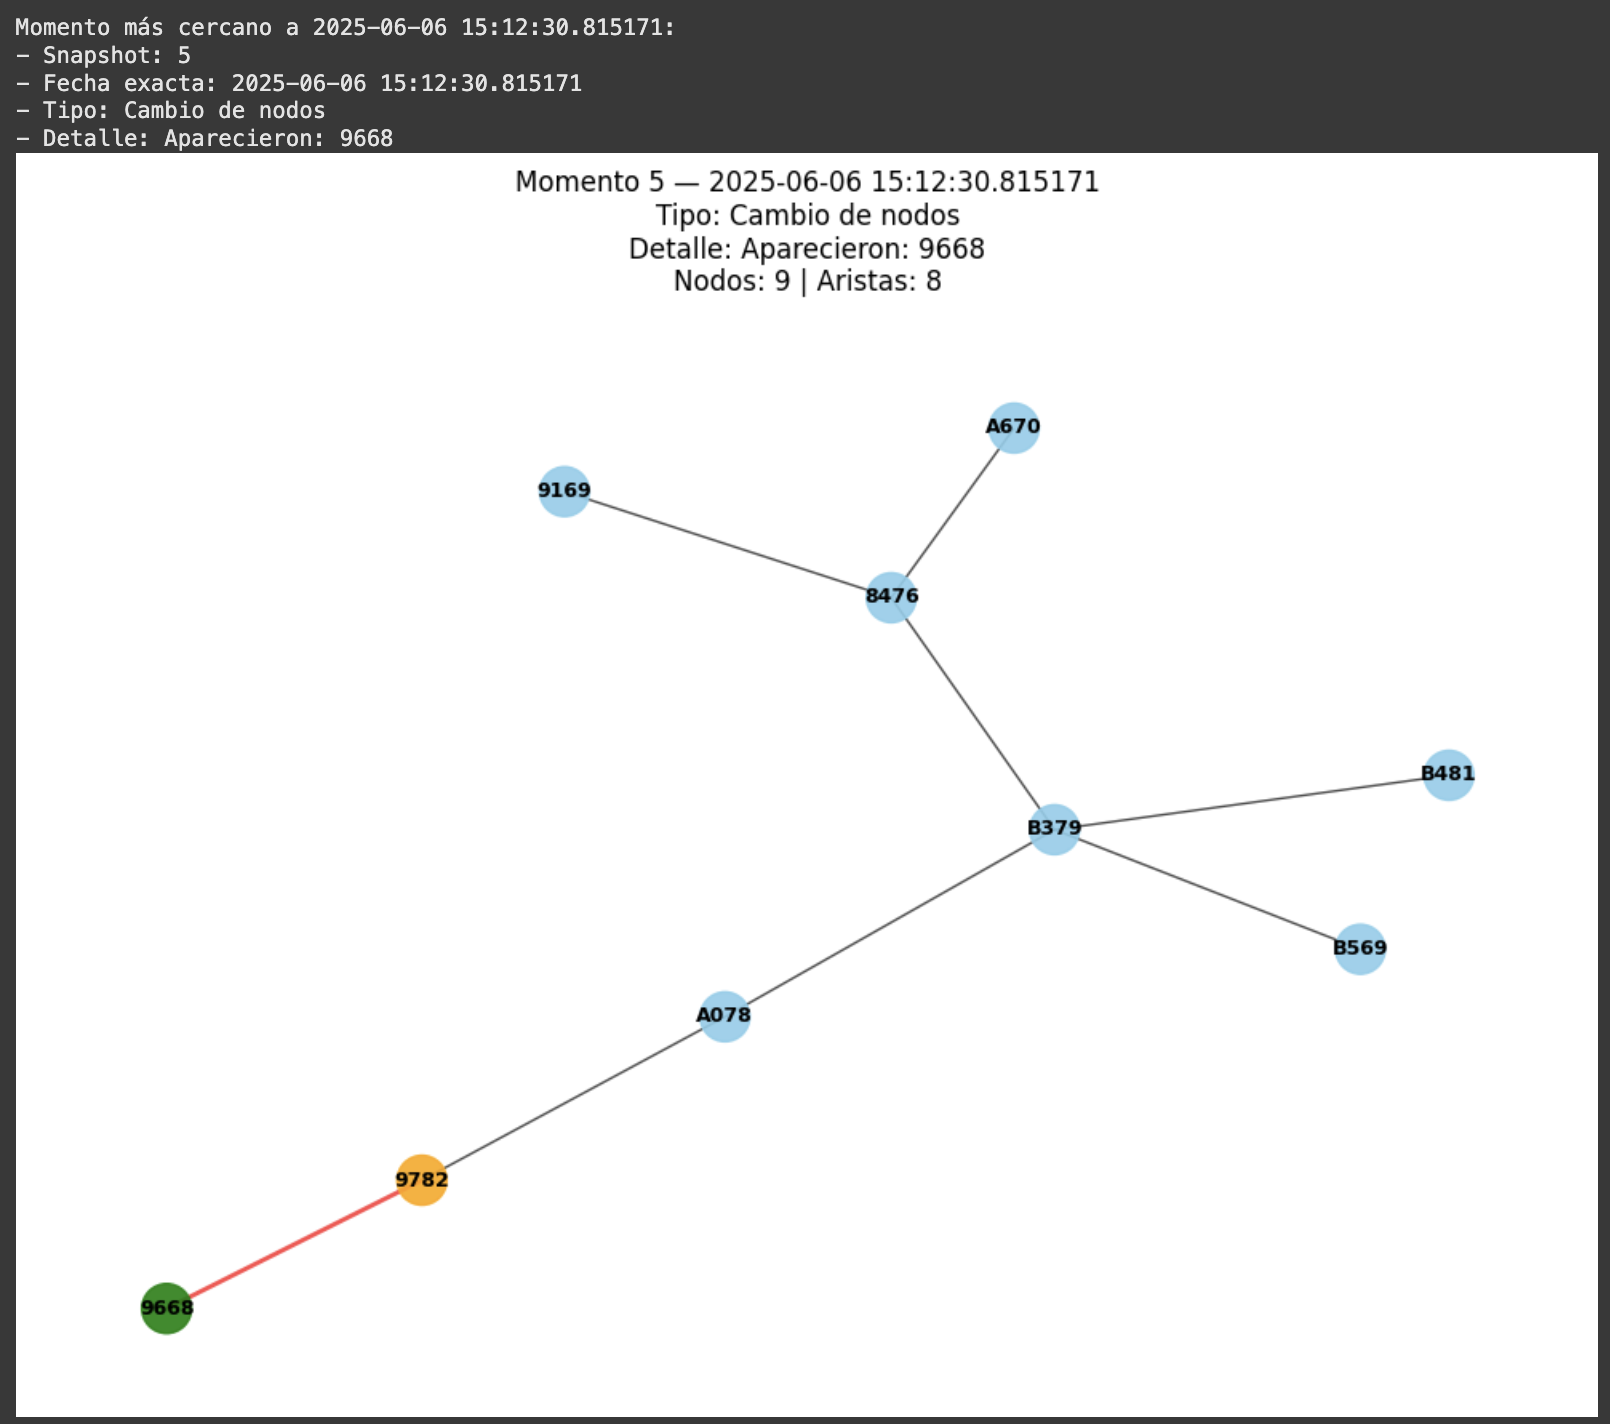 Momento más cercano a 2025-06-06 15:12:30.815171:
- Snapshot: 5
- Fecha exacta: 2025-06-06 15:12:30.815171
- Tipo: Cambio de nodos
- Detalle: Aparecieron: 9668
Momento 5 — 2025-06-06 15:12:30.815171
Tipo: Cambio de nodos
Detalle: Aparecieron: 9668
Nodos: 9 | Aristas: 8
A670
9169
8476
B481
B379
B569
A078
9782
9668